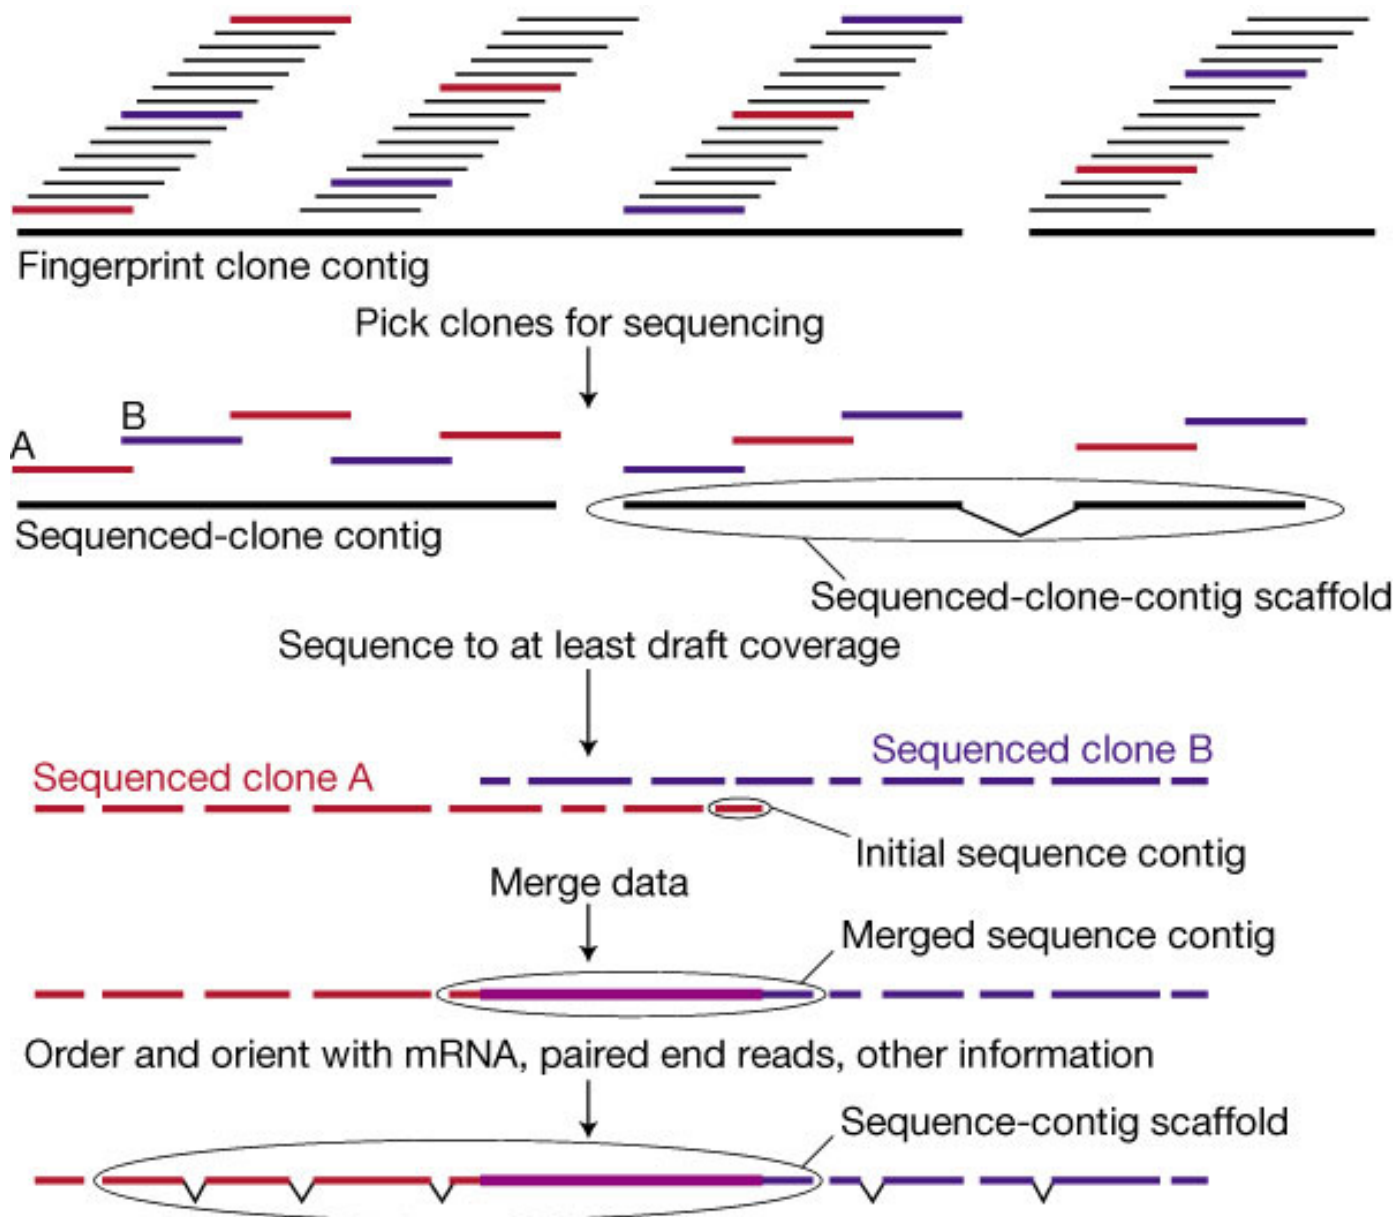 Fingerprint clone contig
Pick clones for sequencing
A
B
Sequenced-clone contig
Sequenced-clone-contig scaffold
Sequence to at least draft coverage
Sequenced clone A
Sequenced clone B
Initial sequence contig
Merge data
Merged sequence contig
Order and orient with mRNA, paired end reads, other information
Sequence-contig scaffold